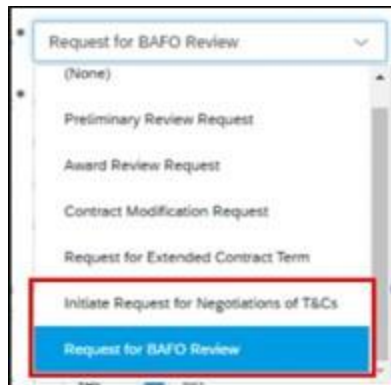 Request for BAFO Review
(None)
Preliminary Review Request
Award Review Request
Contract Modification Request
Request for Extended Contract Term
Initiate Request for Negotiations of T&Cs
Request for BAFO Review